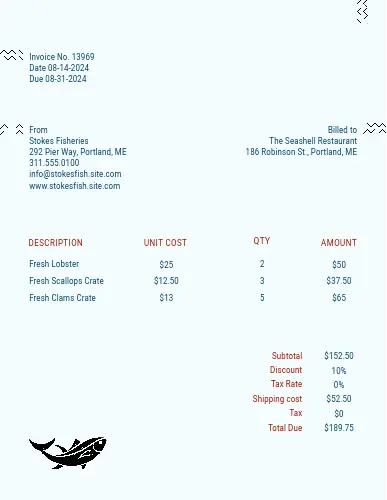 Invoice No. 13969
Date 08-14-2024
Due 08-31-2024
From
Stokes Fisheries
292 Pier Way, Portland, ME
311.555.0100
info@stokesfish.site.com
www.stokesfish.site.com
Billed to
The Seashell Restaurant
186 Robinson St., Portland, ME
DESCRIPTION UNIT COST QTY AMOUNT
Fresh Lobster $25 2 $50
Fresh Scallops Crate $12.50 3 $37.50
Fresh Clams Crate $13 5 $65
Subtotal $152.50
Discount 10%
Tax Rate 0%
Shipping cost $52.50
Tax $0
Total Due $189.75